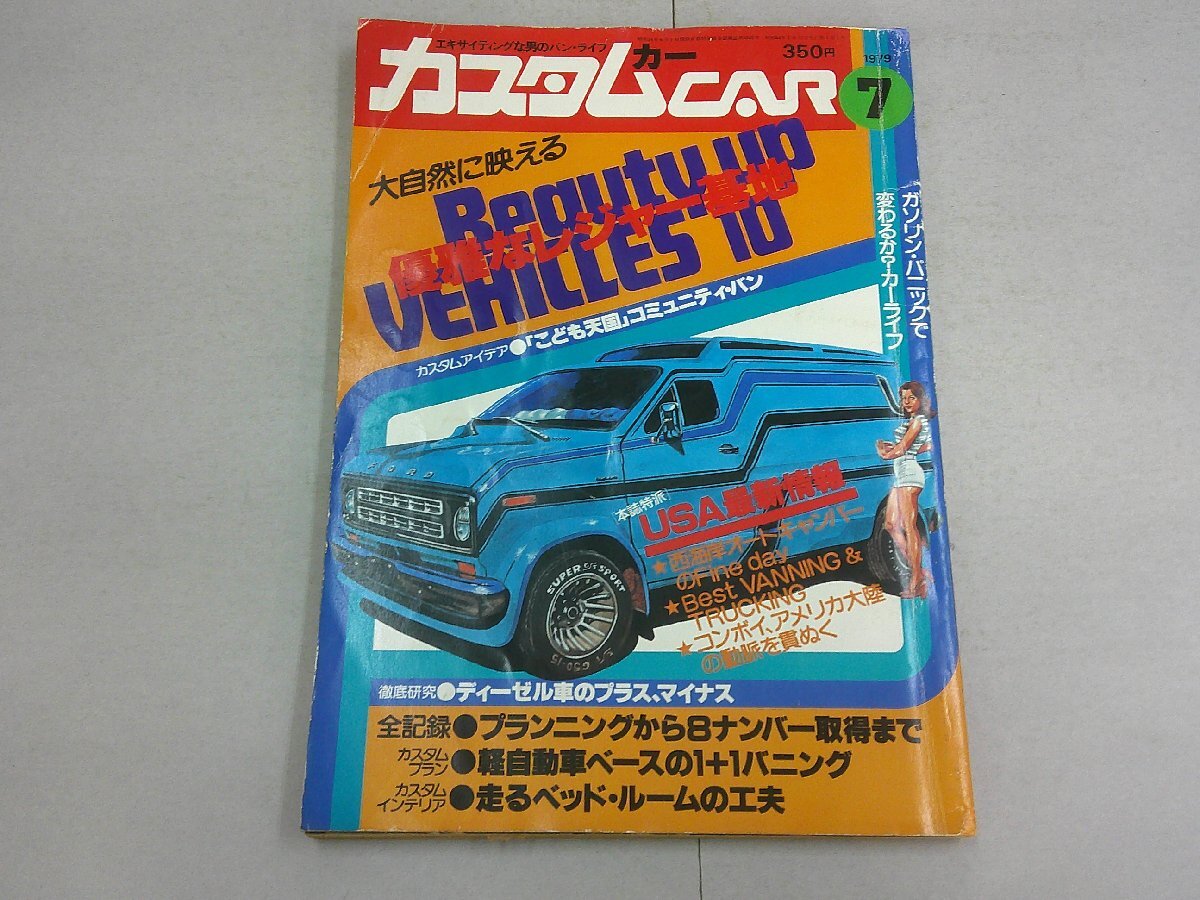 エキサイティングな男のバン・ライフ
350円
1979
カスタムカー
CAR
7
大自然に映える
Beauty up
優雅なレジャー基地
VEHICLES 10
ガソリン・パニックで
変わるか?カーライフ
カスタムアイデア●「こども天国」コミュニティ・バン
FORD
SUPER S/T SPORT
S/T G50-15
本誌特派
USA最新情報
★西海岸オートキャンパー
のFine day
★Best VANNING &
TRUCKING
★コンボイ、アメリカ大陸
の動脈を貫ぬく
徹底研究●ディーゼル車のプラス、マイナス
全記録●プランニングから8ナンバー取得まで
カスタムプラン●軽自動車ベースの1+1バニング
カスタムインテリア●走るベッド・ルームの工夫